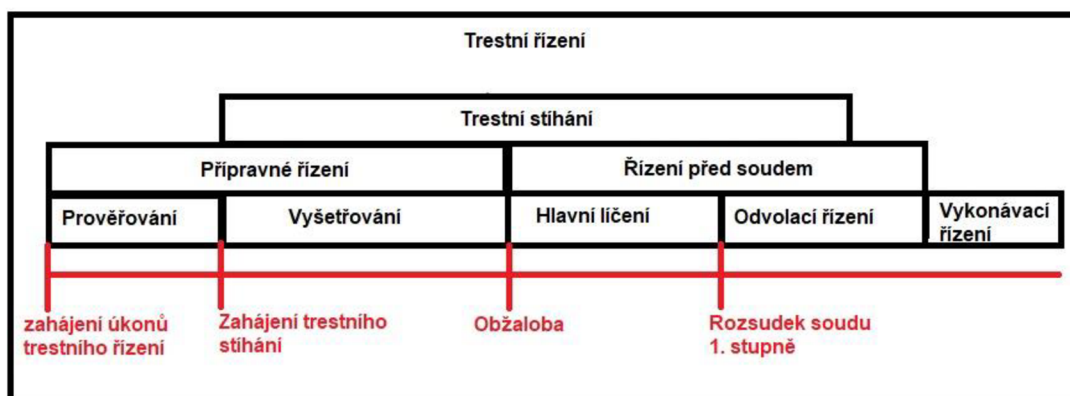 Trestní řízení
Trestní stíhání
Přípravné řízení
Řízení před soudem
Prověřování
Vyšetřování
Hlavní líčení
Odvolací řízení
Vykonávací
řízení
zahájení úkonů
trestního řízení
Zahájení trestního
stíhání
Obžaloba
Rozsudek soudu
1. stupně